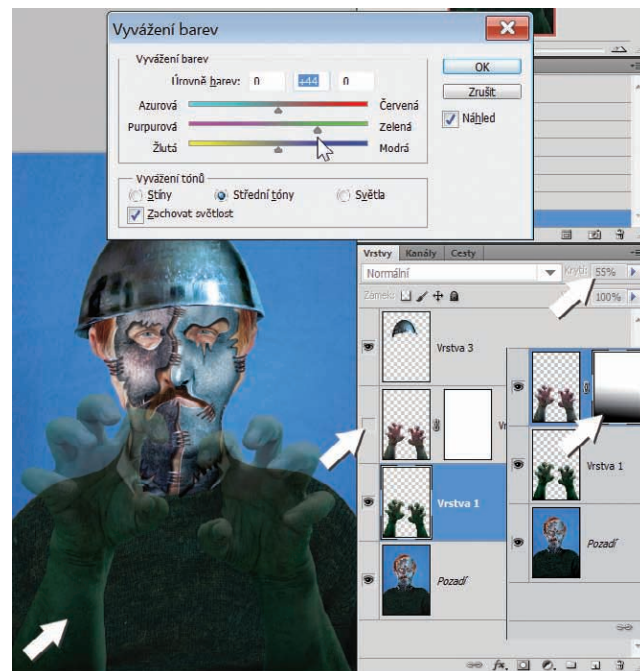 Vyvážení barev
Vyvážení barev
Úrovně barev: 0 +44 0
Azurová Červená
Purpurová Zelená
Žlutá Modrá
OK
Zrušit
Náhled
Vyvážení tónů
Stíny Střední tóny Světla
Zachovat světlost
Vrstvy Kanály Cesty
Normální Krytí: 55%
Zámek: 100%
Vrstva 3
Vrstva 1
Pozadí
Vrstva 1
Pozadí